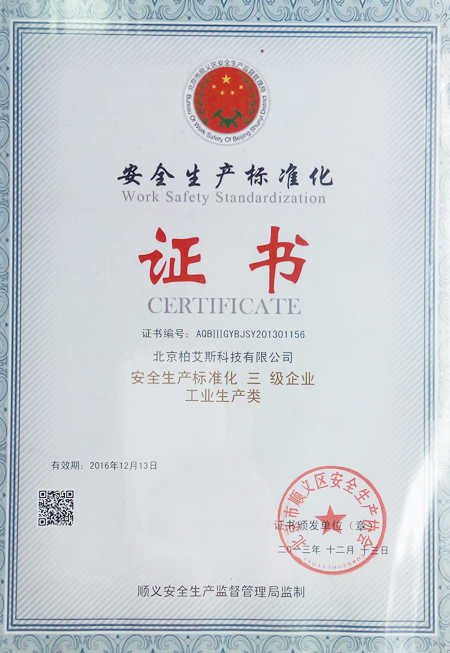 北京市顺义区安全生产监督管理局
Bureau Of Work Safety Of Beijing Shunyi District
安全生产标准化
Work Safety Standardization
证书
CERTIFICATE
证书编号：AQBⅢGYBJSY201301156
北京柏艾斯科技有限公司
安全生产标准化 三 级企业
工业生产类
有效期：2016年12月13日
北京市顺义区安全生产协会
证书颁发单位（章）
二〇一三年 十二月 十三日
顺义安全生产监督管理局监制